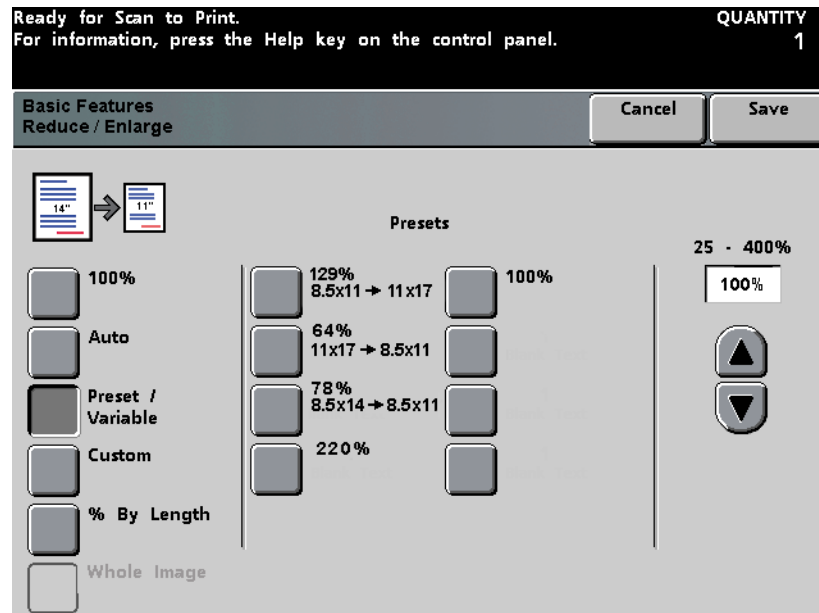 Ready for Scan to Print.
For information, press the Help key on the control panel.
QUANTITY
1
Basic Features
Reduce / Enlarge
Cancel
Save
14"
11"
Presets
25 - 400%
100%
100%
Auto
Preset /
Variable
Custom
% By Length
Whole Image
129%
8.5x11 → 11x17
64%
11x17 → 8.5x11
78%
8.5x14 → 8.5x11
220%
100%